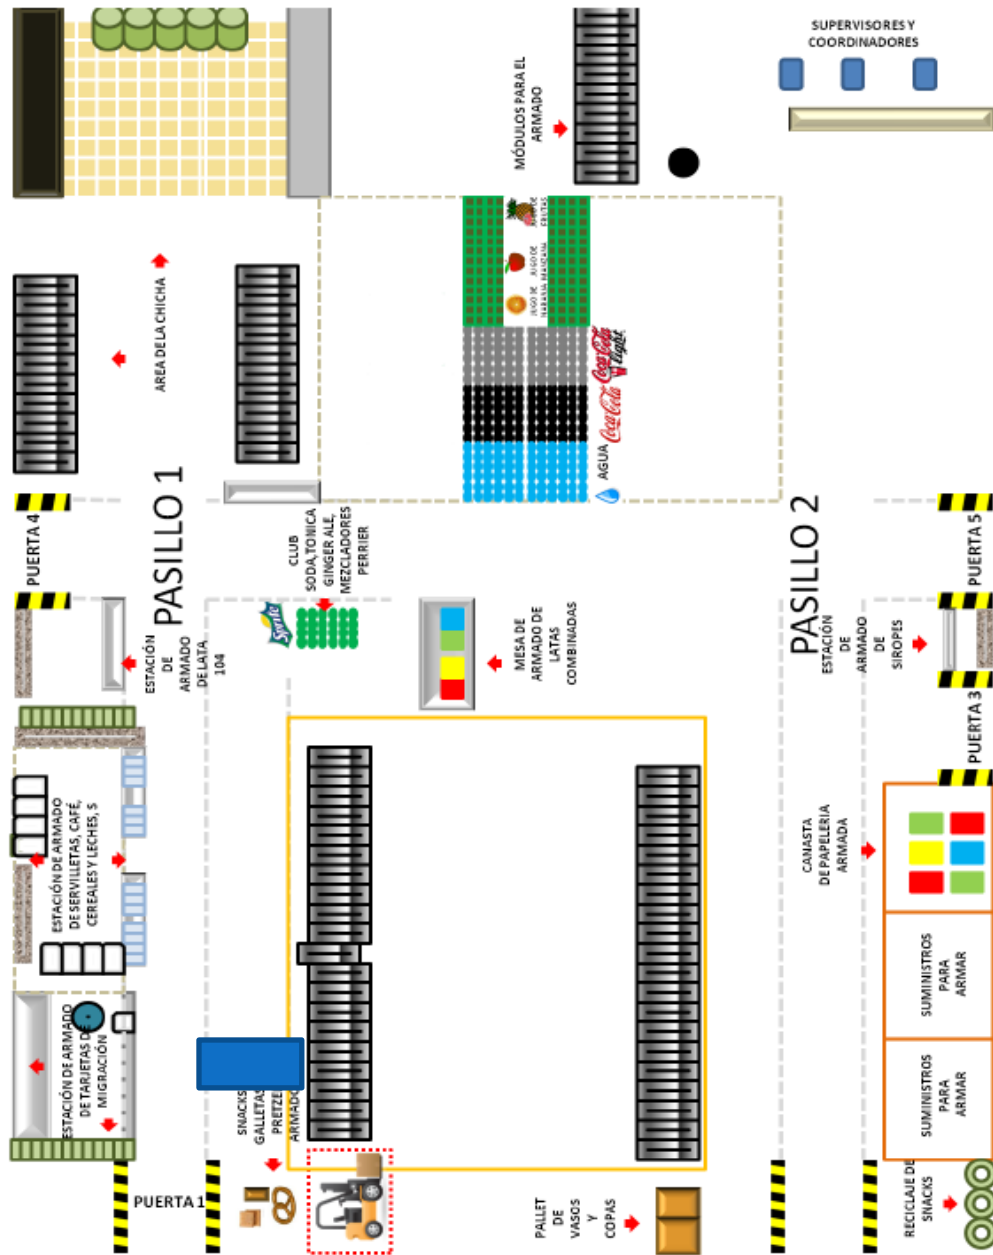 SUPERVISORES Y
COORDINADORES
MÓDULOS PARA EL
ARMADO
AREA DE LA CHICHA
FRUTAS
JUGO DE
MANZANA
JUGO DE
NARANJA
Coca-Cola
light
Coca-Cola
AGUA
PUERTA 4
PASILLO 1
CLUB
SODA, TONICA
GINGER ALE,
MEZCLADORES
PERRIER
PASILLO 2
PUERTA 5
Sprite
ESTACIÓN
DE
ARMADO
DE LATA
104
MESA DE
ARMADO DE
LATAS
COMBINADAS
ESTACIÓN
DE
ARMADO
DE
SIROPES
PUERTA 3
ESTACIÓN DE ARMADO
DE SERVILLETAS, CAFÉ,
CEREALES Y LECHES, S
CANASTA
DE PAPELERIA
ARMADA
SUMINISTROS
PARA
ARMAR
ESTACIÓN DE ARMADO
DE TARJETAS DE
MIGRACIÓN
SNACKS
GALLETAS
PRETZE
ARMADO
SUMINISTROS
PARA
ARMAR
PUERTA 1
PALLET
DE
VASOS
Y
COPAS
RECICLAJE DE
SNACKS